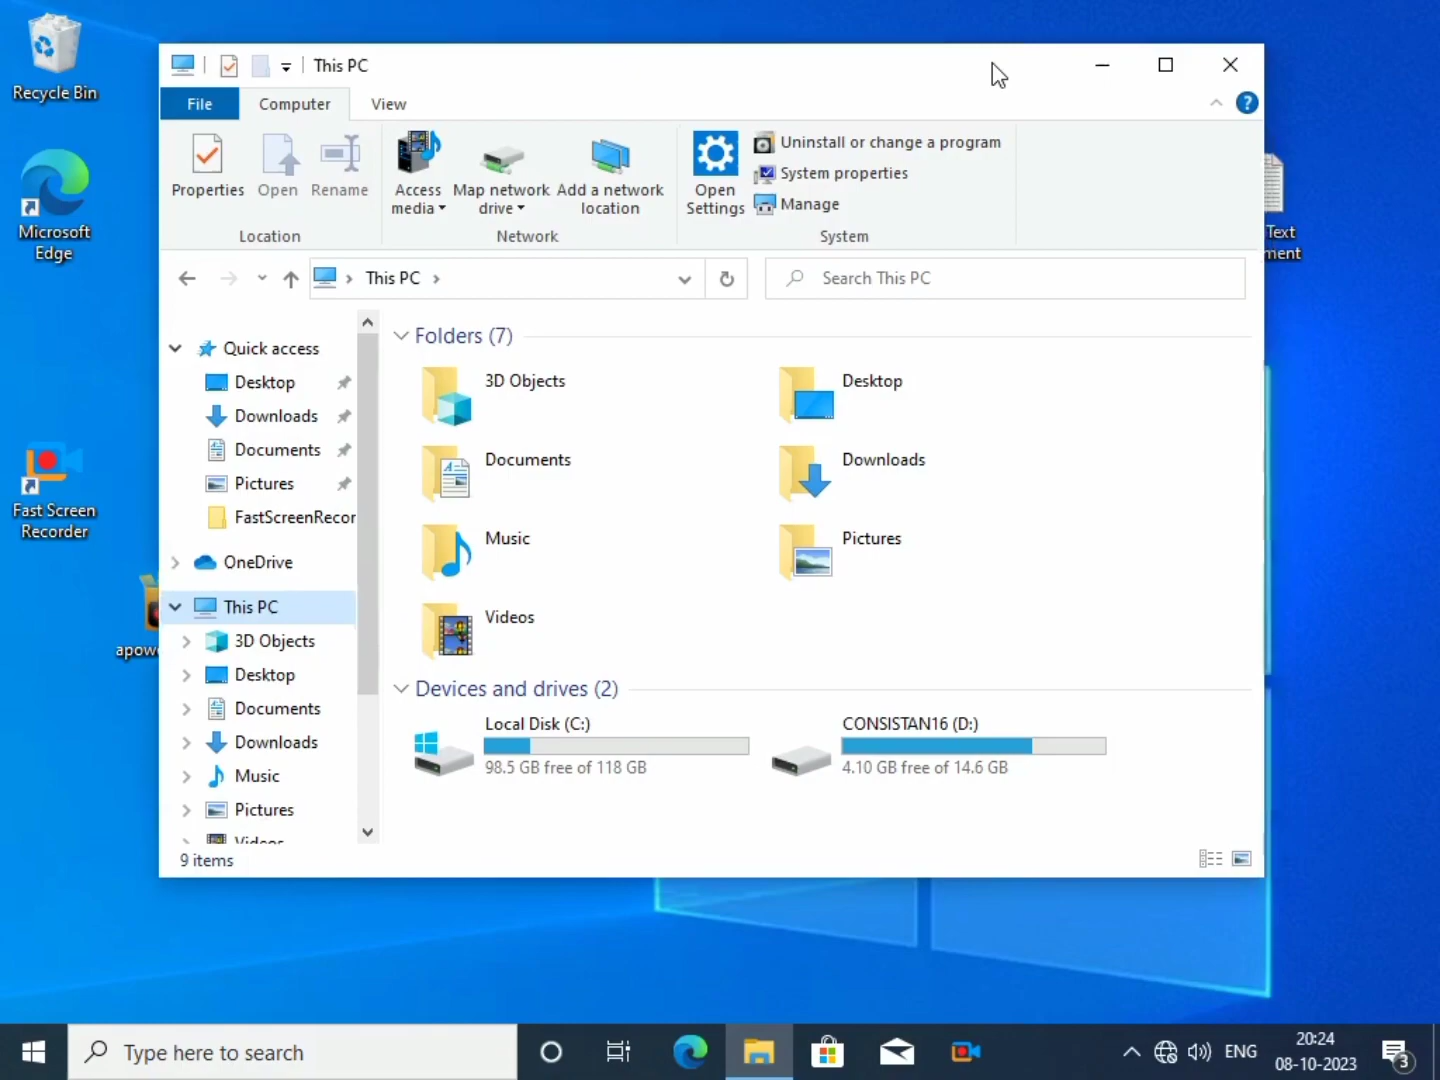 Recycle Bin
Microsoft
Edge
Fast Screen
Recorder
apow
Text
ment
This PC
File
Computer
View
Properties
Open
Rename
Access
media
Map network
drive
Add a network
location
Open
Settings
Uninstall or change a program
System properties
Manage
Location
Network
System
This PC
Search This PC
Quick access
Desktop
Downloads
Documents
Pictures
FastScreenRecor
OneDrive
This PC
3D Objects
Desktop
Documents
Downloads
Music
Pictures
Videos
Folders (7)
3D Objects
Desktop
Documents
Downloads
Music
Pictures
Videos
Devices and drives (2)
Local Disk (C:)
98.5 GB free of 118 GB
CONSISTAN16 (D:)
4.10 GB free of 14.6 GB
9 items
Type here to search
ENG
20:24
08-10-2023
3